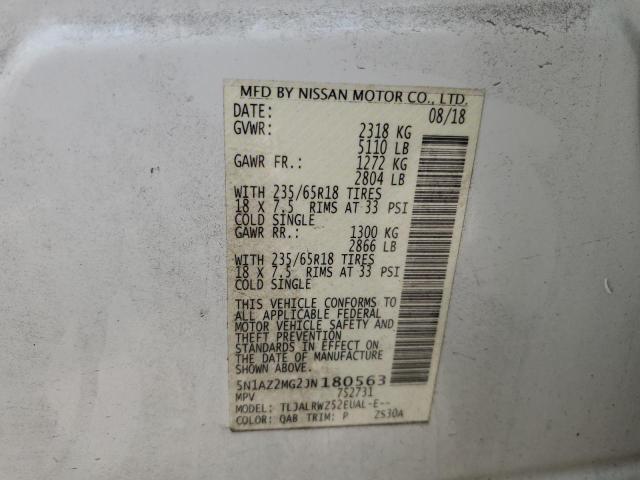 MFD BY NISSAN MOTOR CO., LTD.
DATE: 08/18
GVWR: 2318 KG
5110 LB
GAWR FR.: 1272 KG
2804 LB
WITH 235/65R18 TIRES
18 X 7.5 RIMS AT 33 PSI
COLD SINGLE
GAWR RR.: 1300 KG
2866 LB
WITH 235/65R18 TIRES
18 X 7.5 RIMS AT 33 PSI
COLD SINGLE
THIS VEHICLE CONFORMS TO
ALL APPLICABLE FEDERAL
MOTOR VEHICLE SAFETY AND
THEFT PREVENTION
STANDARDS IN EFFECT ON
THE DATE OF MANUFACTURE
SHOWN ABOVE.
5N1AZ2MG2JN180563
MPV 752731
MODEL: TLJALRWZ52EUAL-E--
COLOR: QAB TRIM: P ZS30A